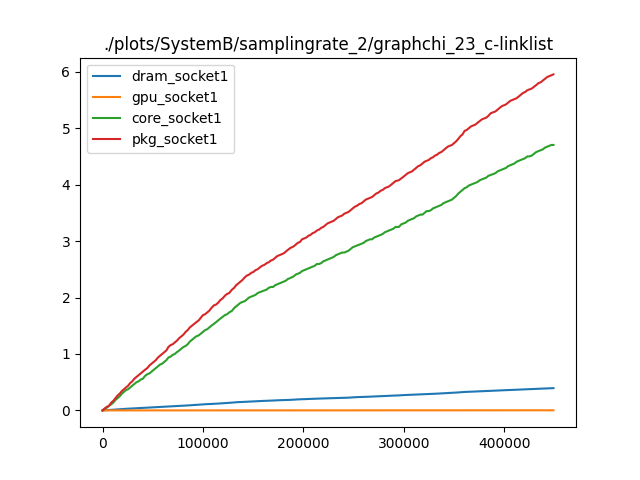 ./plots/SystemB/samplingrate_2/graphchi_23_c-linklist
dram_socket1
gpu_socket1
core_socket1
pkg_socket1
6
5
4
3
2
1
0
0 100000 200000 300000 400000